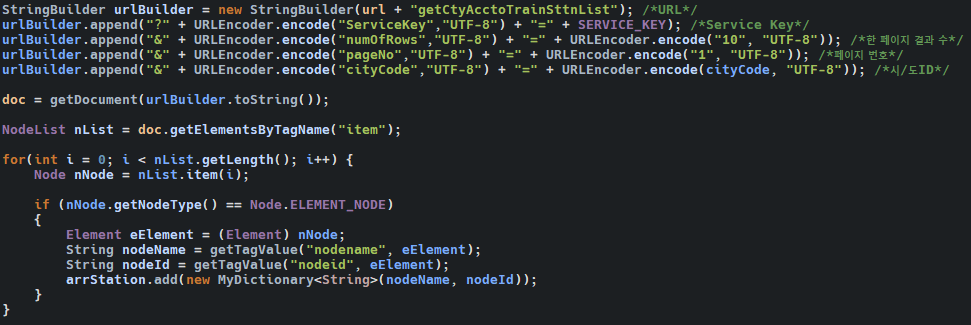 StringBuilder urlBuilder = new StringBuilder(url + "getCtyAcctoTrainSttnList"); /*URL*/
urlBuilder.append("?" + URLEncoder.encode("ServiceKey","UTF-8") + "=" + SERVICE_KEY); /*Service Key*/
urlBuilder.append("&" + URLEncoder.encode("numOfRows","UTF-8") + "=" + URLEncoder.encode("10", "UTF-8")); /*한 페이지 결과 수*/
urlBuilder.append("&" + URLEncoder.encode("pageNo","UTF-8") + "=" + URLEncoder.encode("1", "UTF-8")); /*페이지 번호*/
urlBuilder.append("&" + URLEncoder.encode("cityCode","UTF-8") + "=" + URLEncoder.encode(cityCode, "UTF-8")); /*시/도ID*/
doc = getDocument(urlBuilder.toString());
NodeList nList = doc.getElementsByTagName("item");
for(int i = 0; i < nList.getLength(); i++) {
    Node nNode = nList.item(i);
    if (nNode.getNodeType() == Node.ELEMENT_NODE)
    {
        Element eElement = (Element) nNode;
        String nodeName = getTagValue("nodename", eElement);
        String nodeId = getTagValue("nodeid", eElement);
        arrStation.add(new MyDictionary<String>(nodeName, nodeId));
    }
}